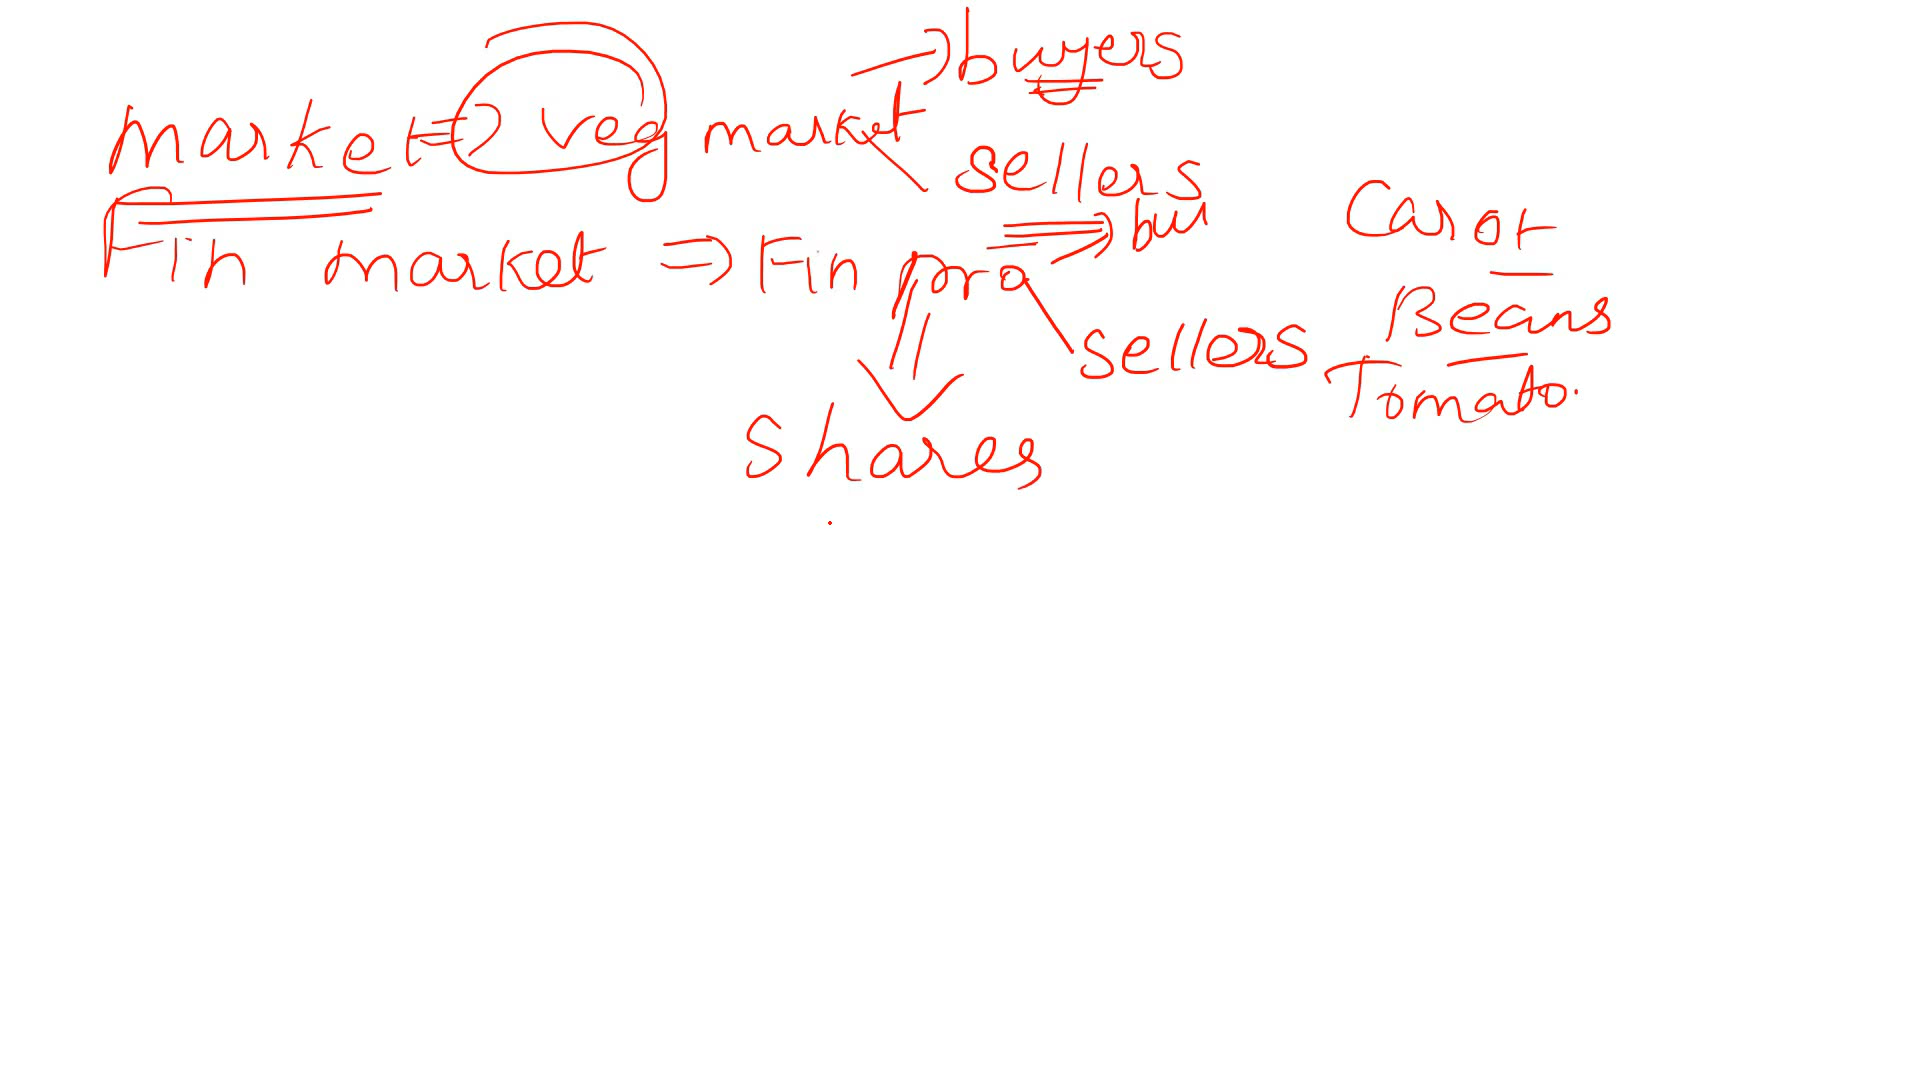 buyers
market => veg market
sellers
Carot
Fin market => Fin pro => bu
Beans
sellers
Tomato.
Shares